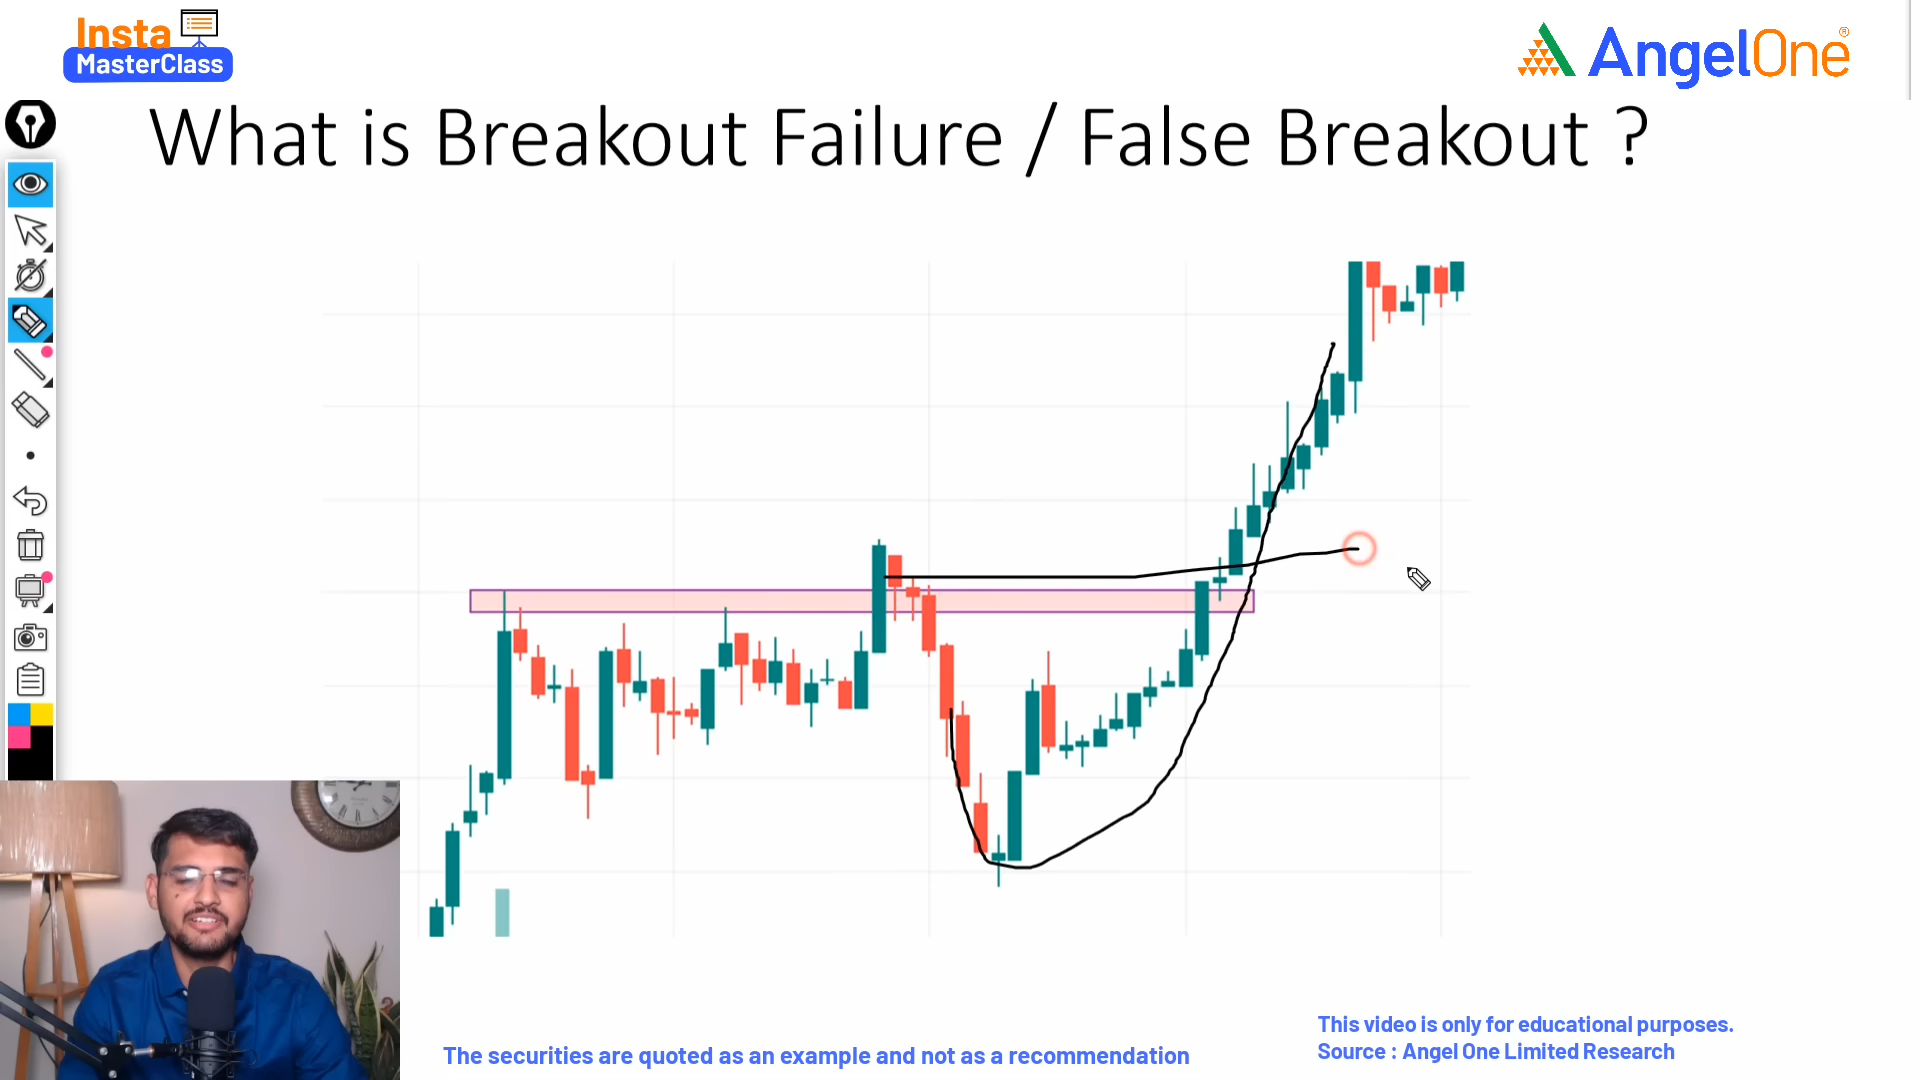 Insta
MasterClass
AngelOne®
What is Breakout Failure / False Breakout ?
This video is only for educational purposes.
The securities are quoted as an example and not as a recommendation
Source : Angel One Limited Research